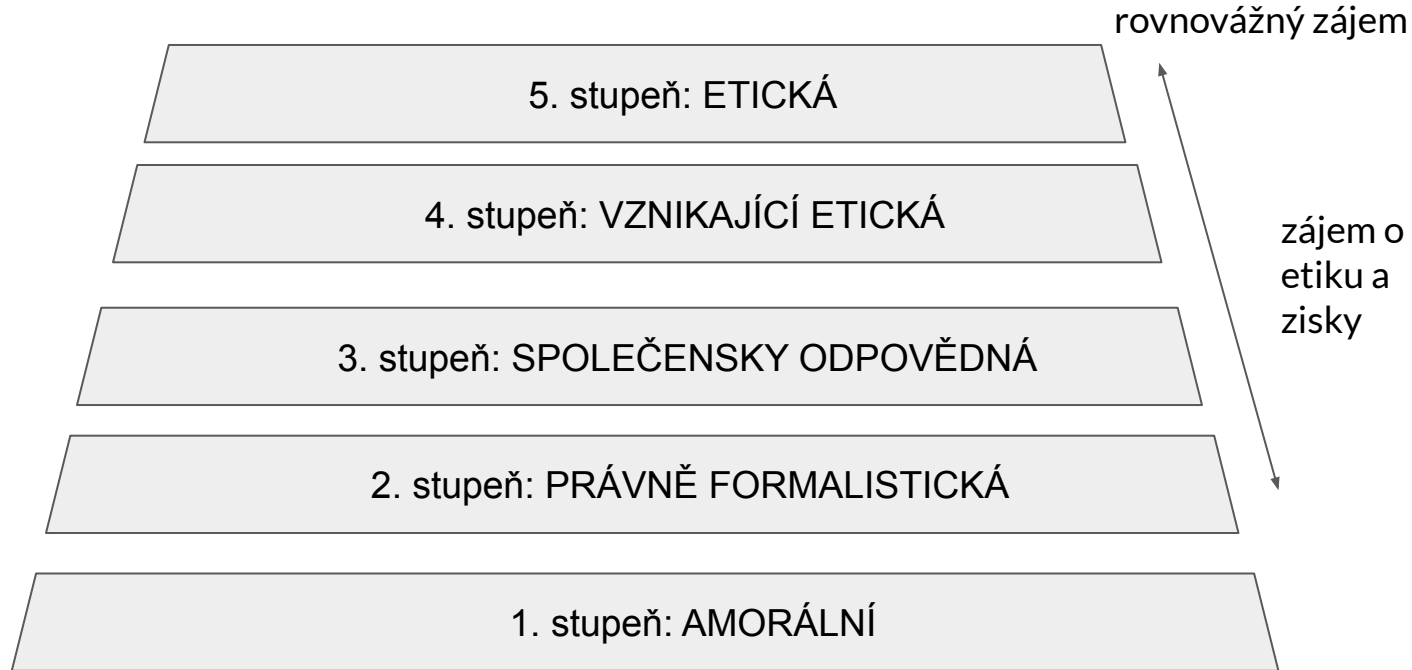 rovnovážný zájem
5. stupeň: ETICKÁ
4. stupeň: VZNIKAJÍCÍ ETICKÁ
zájem o
etiku a
zisky
3. stupeň: SPOLEČENSKY ODPOVĚDNÁ
2. stupeň: PRÁVNĚ FORMALISTICKÁ
1. stupeň: AMORÁLNÍ